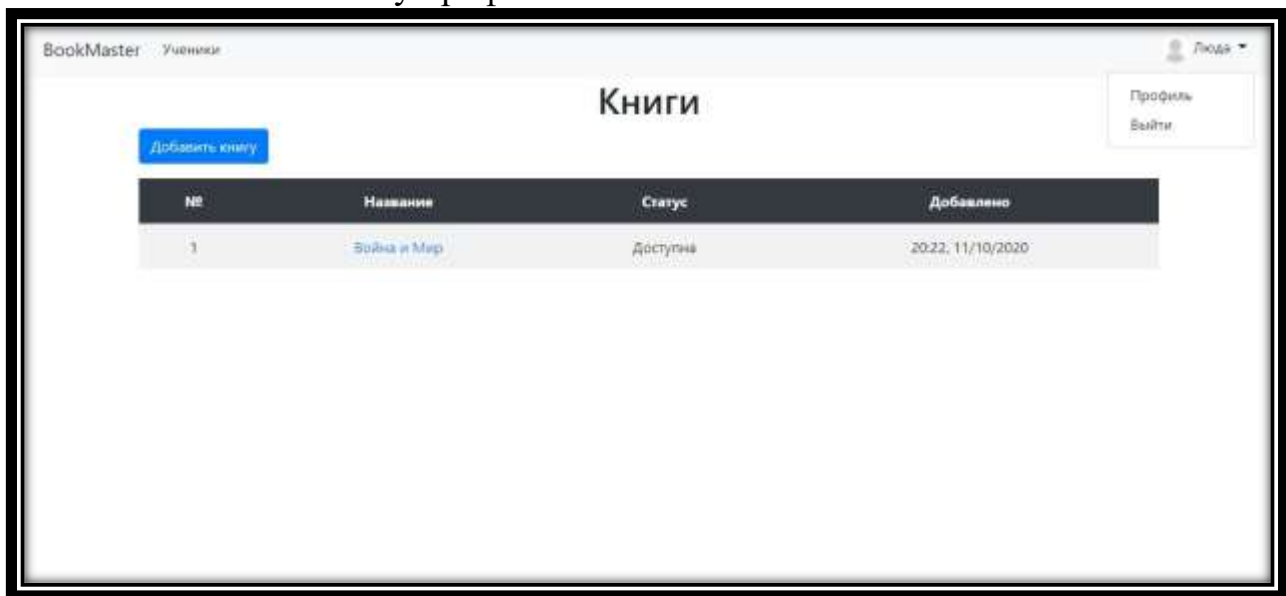 BookMaster Ученики Люда
Книги
Профиль
Выйти
Добавить книгу
№ Название Статус Добавлено
1 Война и Мир Доступна 20:22, 11/10/2020